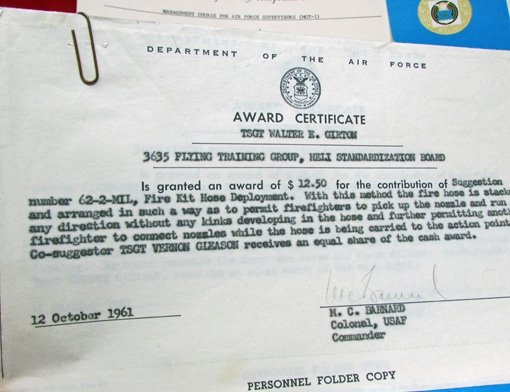 MANAGEMENT COURSE FOR AIR FORCE SUPERVISORS (MGT-1)
DEPARTMENT OF THE AIR FORCE
AWARD CERTIFICATE
TSGT WALTER E. GIRTON
3635 FLYING TRAINING GROUP, HELI STANDARDIZATION BOARD
Is granted an award of $ 12.50 for the contribution of Suggestion
number 62-2-MIL, Fire Kit Hose Deployment. With this method the fire hose is stack
and arranged in such a way as to permit firefighters to pick up the nozzle and run
any direction without any kinks developing in the hose and further permitting anoth
firefighter to connect nozzles while the hose is being carried to the action point
Co-suggestor TSGT VERNON GLEASON receives an equal share of the cash award.
12 October 1961
M. C. BARNARD
Colonel, USAF
Commander
PERSONNEL FOLDER COPY